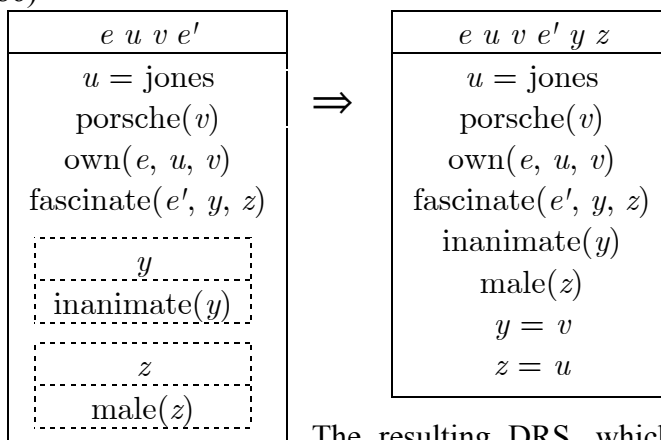 e u v e′
u = jones
porsche(v)
own(e, u, v)
fascinate(e′, y, z)
y
inanimate(y)
z
male(z)
⇒
e u v e′ y z
u = jones
porsche(v)
own(e, u, v)
fascinate(e′, y, z)
inanimate(y)
male(z)
y = v
z = u
The resulting DRS, which